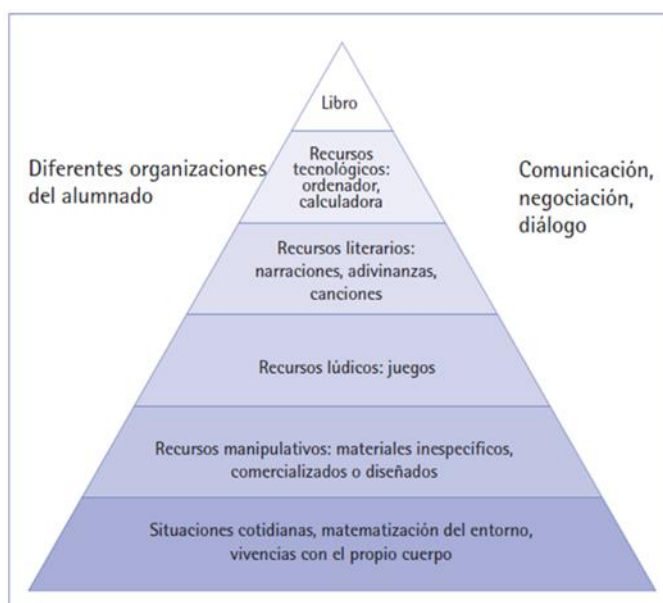 Libro
Diferentes organizaciones
del alumnado
Recursos
tecnológicos:
ordenador,
calculadora
Comunicación,
negociación,
diálogo
Recursos literarios:
narraciones, adivinanzas,
canciones
Recursos lúdicos: juegos
Recursos manipulativos: materiales inespecíficos,
comercializados o diseñados
Situaciones cotidianas, matematización del entorno,
vivencias con el propio cuerpo